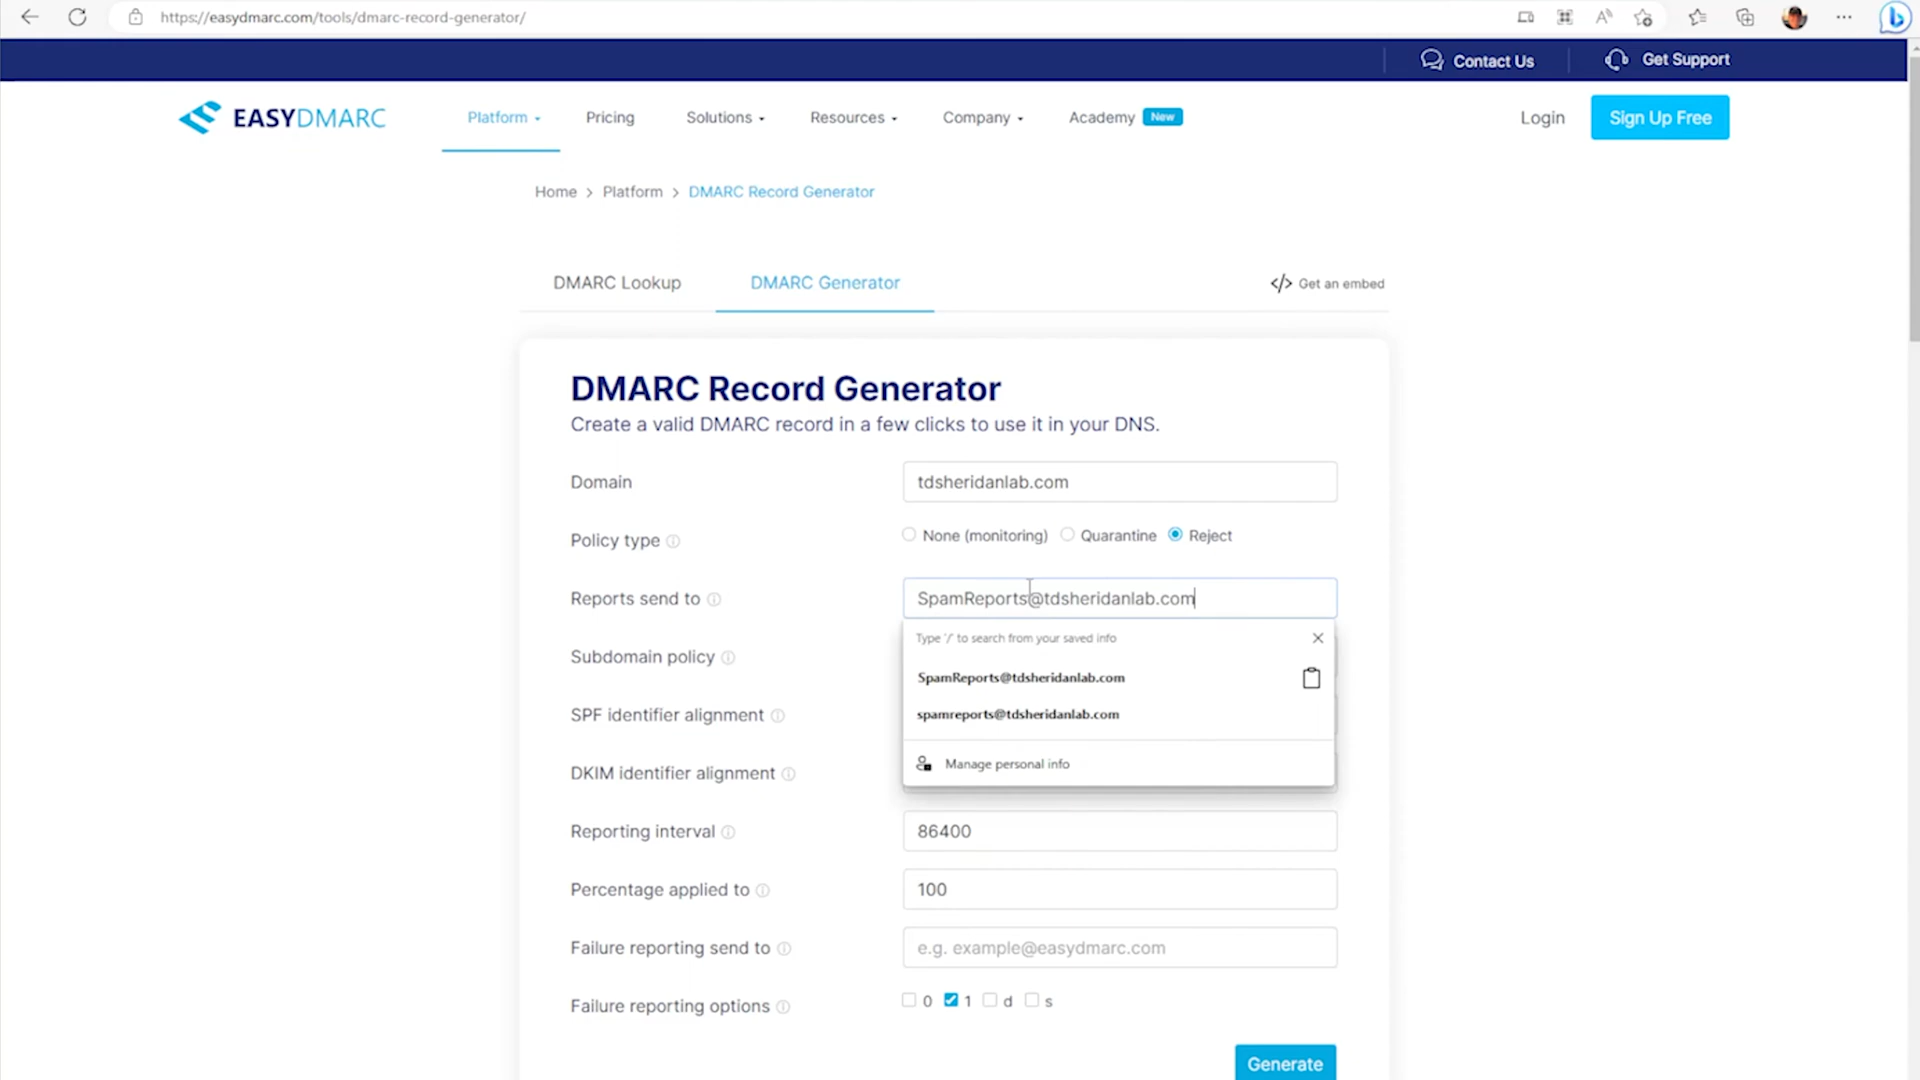 https://easydmarc.com/tools/dmarc-record-generator/
Contact Us
Get Support
EASYDMARC
Platform
Pricing
Solutions
Resources
Company
Academy New
Login
Sign Up Free
Home > Platform > DMARC Record Generator
DMARC Lookup
DMARC Generator
</> Get an embed
DMARC Record Generator
Create a valid DMARC record in a few clicks to use it in your DNS.
Domain
tdsheridanlab.com
Policy type
None (monitoring) Quarantine Reject
Reports send to
SpamReports@tdsheridanlab.com
Type '/' to search from your saved info
Subdomain policy
SpamReports@tdsheridanlab.com
SPF identifier alignment
spamreports@tdsheridanlab.com
DKIM identifier alignment
Manage personal info
Reporting interval
86400
Percentage applied to
100
Failure reporting send to
e.g. example@easydmarc.com
Failure reporting options
0 1 d s
Generate